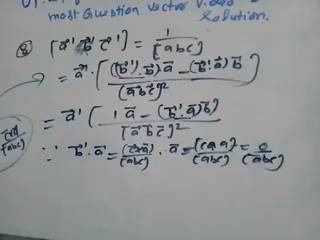 most Question vector video
solution.
⑧ [a̅' b̅' c̅'] = 1/[abc]
= a̅' · [(b̅'·b̅)a̅ − (b̅'·a̅)b̅] / [a̅b̅c̅]²
= a̅' [1 a̅ − (b̅'·a̅)b̅] / [a̅b̅c̅]²
∵ b̅'·a̅ = (c̅×a̅)/[abc] · a̅ = [c a a]/[abc] = 0/[abc]